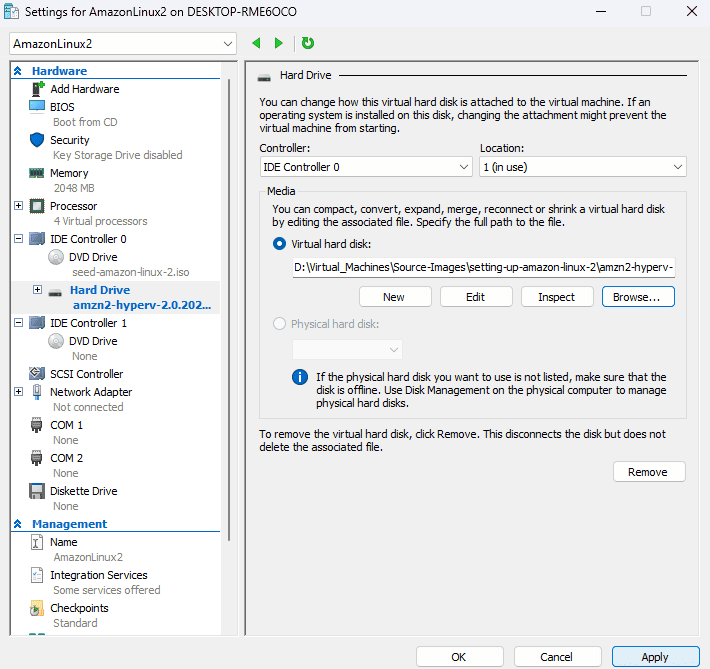 Settings for AmazonLinux2 on DESKTOP-RME6OCO
AmazonLinux2
Hardware
Add Hardware
BIOS
Boot from CD
Security
Key Storage Drive disabled
Memory
2048 MB
Processor
4 Virtual processors
IDE Controller 0
DVD Drive
seed-amazon-linux-2.iso
Hard Drive
amzn2-hyperv-2.0.202...
IDE Controller 1
DVD Drive
None
SCSI Controller
Network Adapter
Not connected
COM 1
None
COM 2
None
Diskette Drive
None
Management
Name
AmazonLinux2
Integration Services
Some services offered
Checkpoints
Standard
Hard Drive
You can change how this virtual hard disk is attached to the virtual machine. If an
operating system is installed on this disk, changing the attachment might prevent the
virtual machine from starting.
Controller: Location:
IDE Controller 0 1 (in use)
Media
You can compact, convert, expand, merge, reconnect or shrink a virtual hard disk
by editing the associated file. Specify the full path to the file.
Virtual hard disk:
D:\Virtual_Machines\Source-Images\setting-up-amazon-linux-2\amzn2-hyperv-
New Edit Inspect Browse...
Physical hard disk:
If the physical hard disk you want to use is not listed, make sure that the
disk is offline. Use Disk Management on the physical computer to manage
physical hard disks.
To remove the virtual hard disk, click Remove. This disconnects the disk but does not
delete the associated file.
Remove
OK Cancel Apply